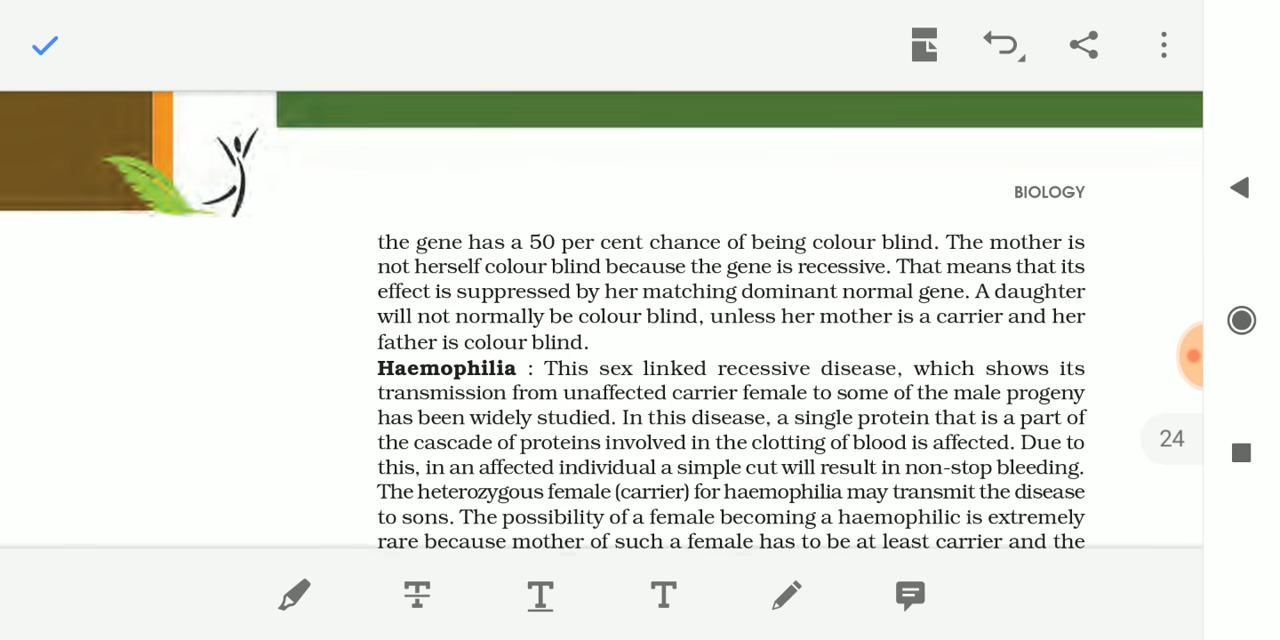 BIOLOGY
the gene has a 50 per cent chance of being colour blind. The mother is
not herself colour blind because the gene is recessive. That means that its
effect is suppressed by her matching dominant normal gene. A daughter
will not normally be colour blind, unless her mother is a carrier and her
father is colour blind.
Haemophilia : This sex linked recessive disease, which shows its
transmission from unaffected carrier female to some of the male progeny
has been widely studied. In this disease, a single protein that is a part of
the cascade of proteins involved in the clotting of blood is affected. Due to
this, in an affected individual a simple cut will result in non-stop bleeding.
The heterozygous female (carrier) for haemophilia may transmit the disease
to sons. The possibility of a female becoming a haemophilic is extremely
rare because mother of such a female has to be at least carrier and the
24
T
T
T